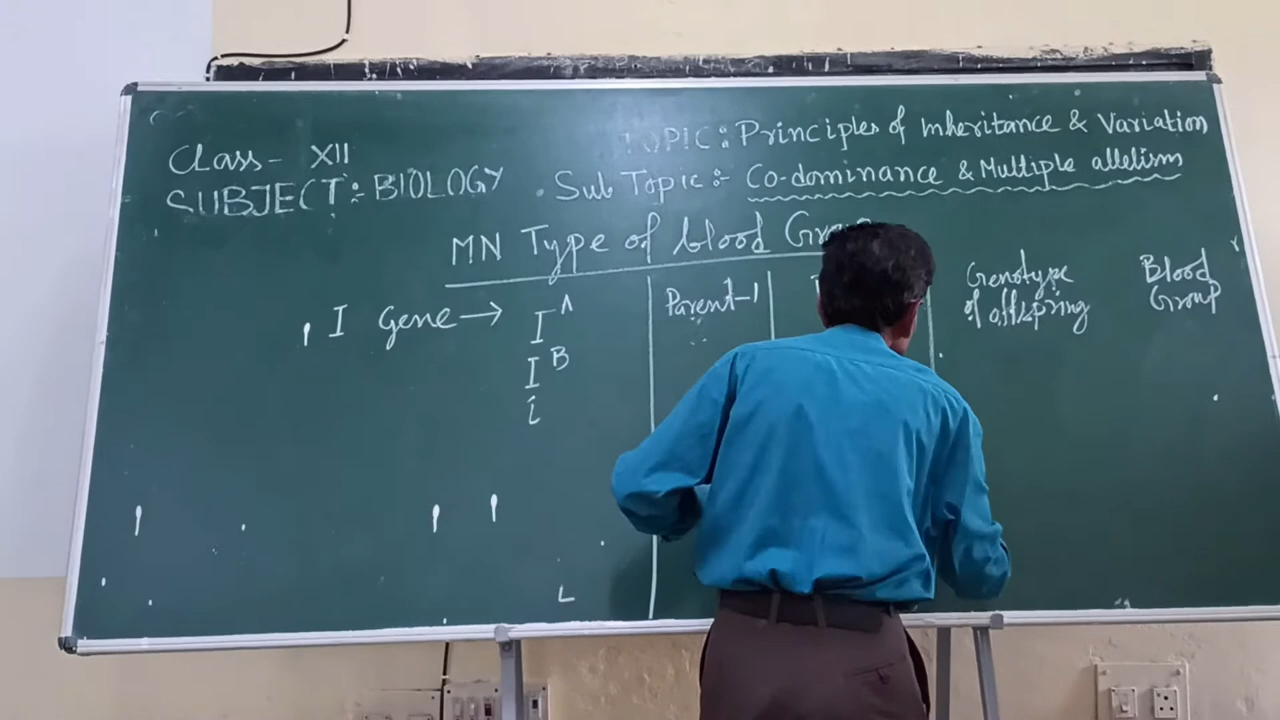 TOPIC:- Principles of Inheritance & Variation
Class- XII
SUBJECT:- BIOLOGY
Sub Topic:- Co-dominance & Multiple allelism
MN Type of blood
Parent-1
Genotype
of offspring
Blood
Group
I Gene → I^A
I^B
i